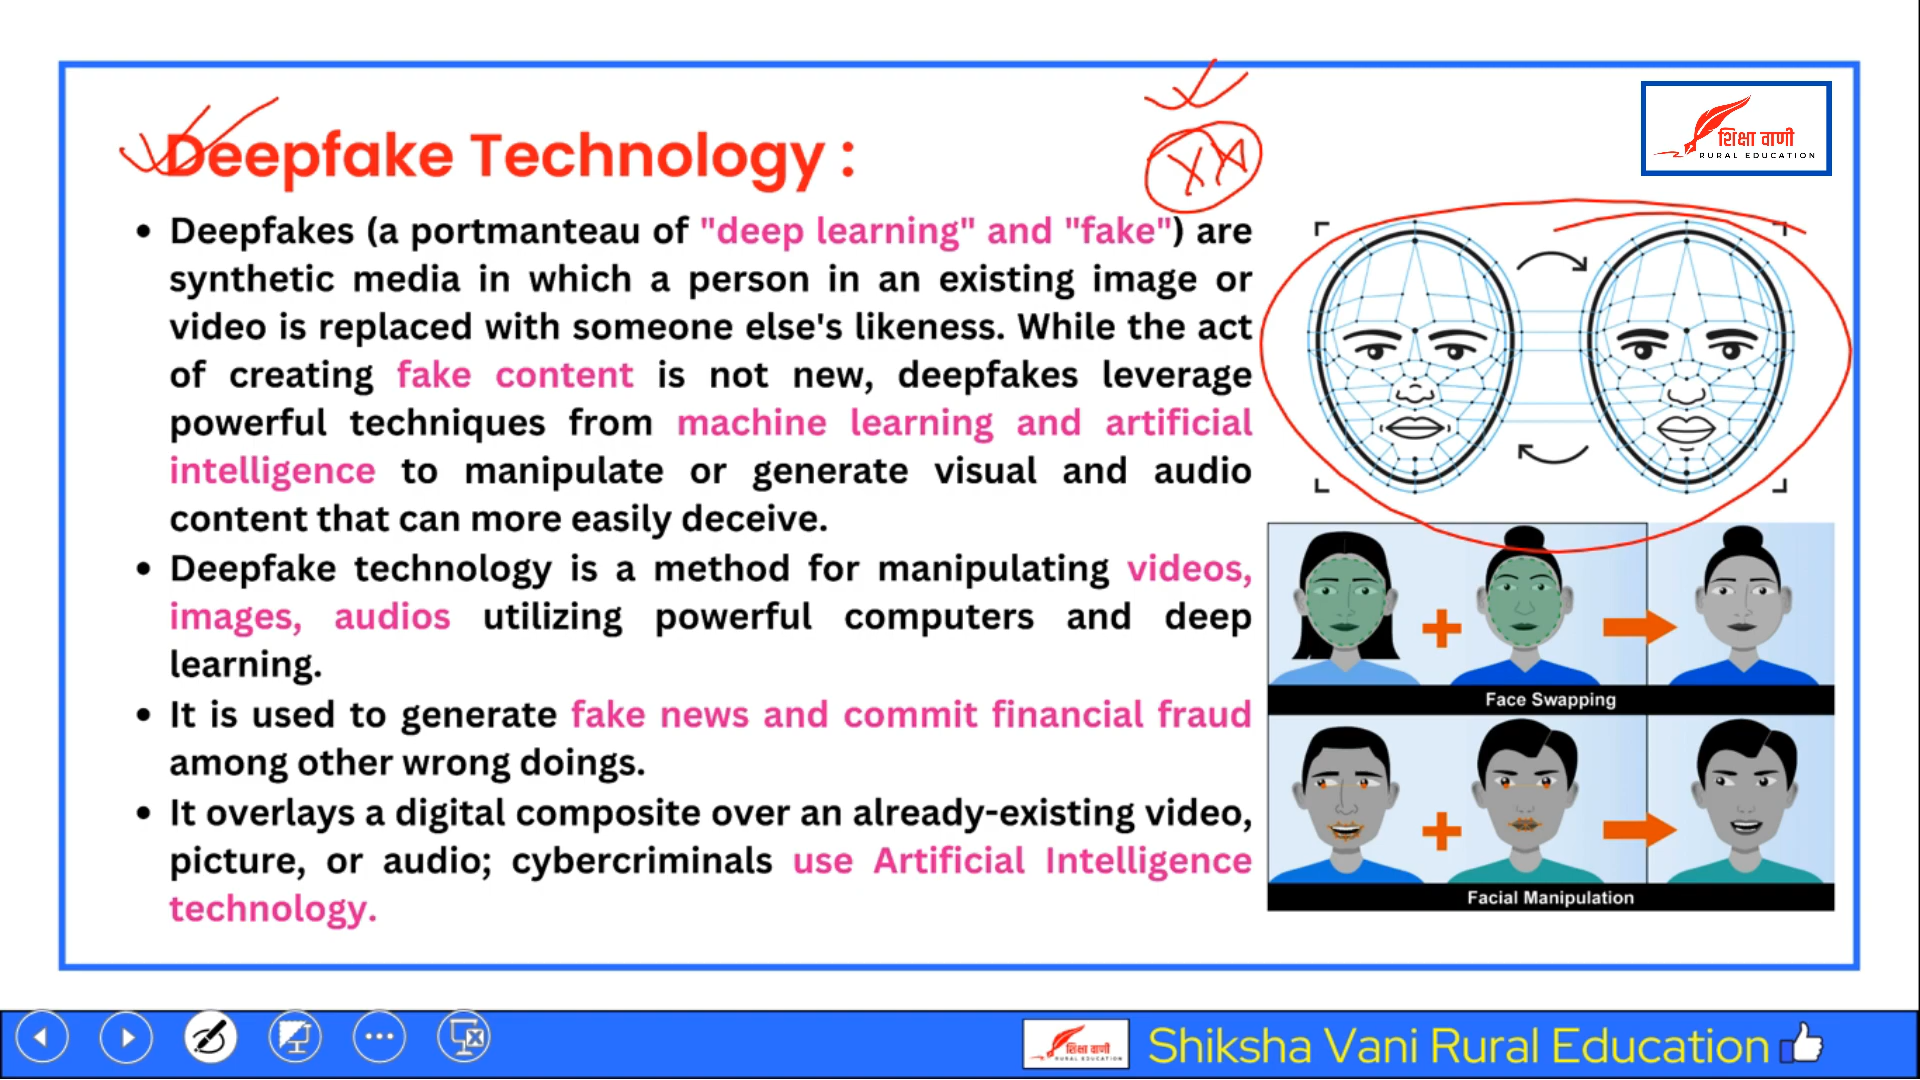 शिक्षा वाणी
RURAL EDUCATION
Deepfake Technology :
• Deepfakes (a portmanteau of "deep learning" and "fake") are
synthetic media in which a person in an existing image or
video is replaced with someone else's likeness. While the act
of creating fake content is not new, deepfakes leverage
powerful techniques from machine learning and artificial
intelligence to manipulate or generate visual and audio
content that can more easily deceive.
• Deepfake technology is a method for manipulating videos,
images, audios utilizing powerful computers and deep
learning.
• It is used to generate fake news and commit financial fraud
among other wrong doings.
• It overlays a digital composite over an already-existing video,
picture, or audio; cybercriminals use Artificial Intelligence
technology.
Face Swapping
Facial Manipulation
शिक्षा वाणी
RURAL EDUCATION
Shiksha Vani Rural Education